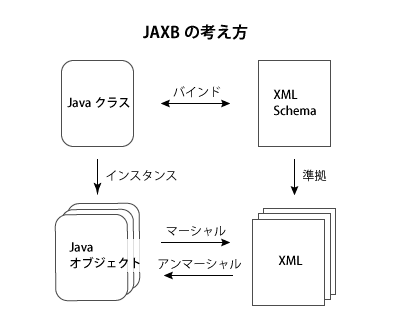 JAXB の考え方
Java クラス
バインド
XML
Schema
インスタンス
準拠
Java
オブジェクト
マーシャル
アンマーシャル
XML